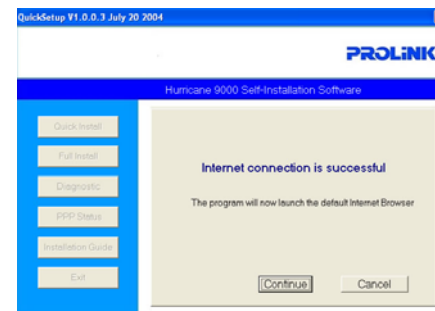 QuickSetup V1.0.0.3 July 20 2004
PROLiNK
Hurricane 9000 Self-Installation Software
Quick Install
Full Install
Diagnostic
PPP Status
Installation Guide
Exit
Internet connection is successful
The program will now launch the default Internet Browser
Continue
Cancel